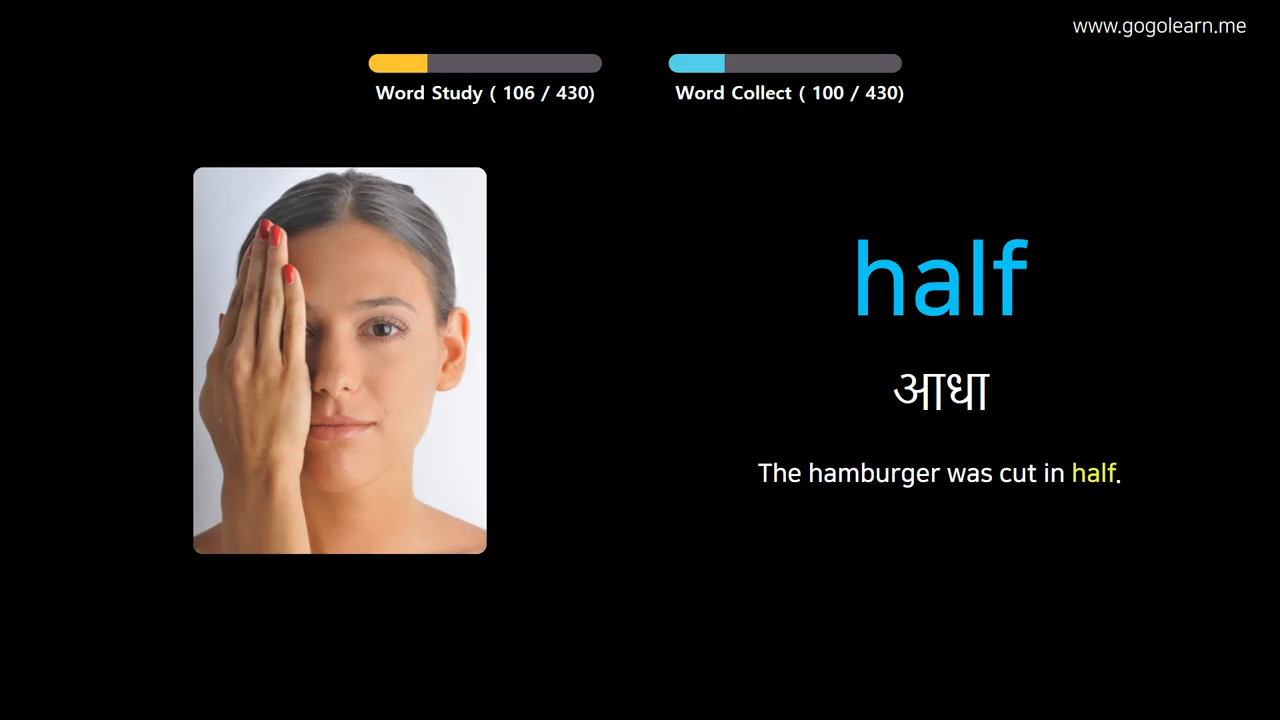 www.gogolearn.me
Word Study ( 106 / 430)
Word Collect ( 100 / 430)
half
आधा
The hamburger was cut in half.